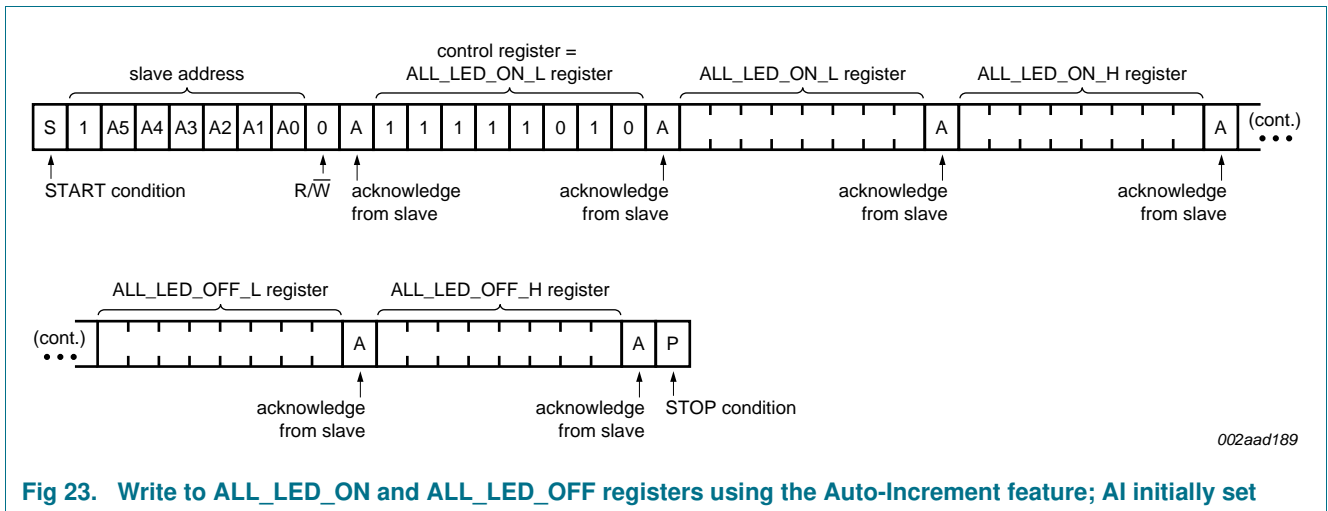 control register =
slave address ALL_LED_ON_L register ALL_LED_ON_L register ALL_LED_ON_H register
S 1 A5 A4 A3 A2 A1 A0 0 A 1 1 1 1 1 0 1 0 A A A (cont.)
START condition R/W̅ acknowledge from slave acknowledge from slave acknowledge from slave acknowledge from slave
ALL_LED_OFF_L register ALL_LED_OFF_H register
(cont.) A A P
acknowledge from slave acknowledge from slave STOP condition
002aad189
Fig 23. Write to ALL_LED_ON and ALL_LED_OFF registers using the Auto-Increment feature; AI initially set